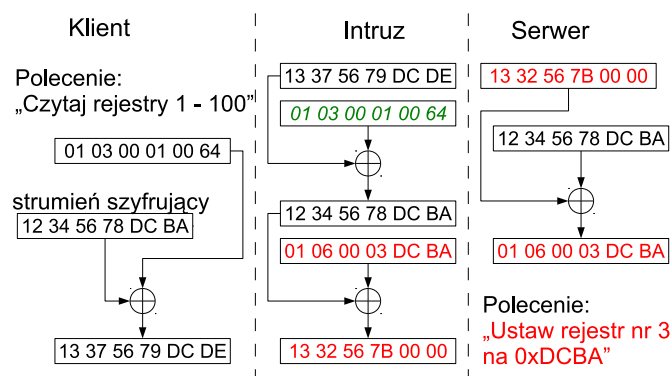 Klient
Polecenie:
„Czytaj rejestry 1 - 100”
01 03 00 01 00 64
strumień szyfrujący
12 34 56 78 DC BA
13 37 56 79 DC DE
Intruz
13 37 56 79 DC DE
01 03 00 01 00 64
12 34 56 78 DC BA
01 06 00 03 DC BA
13 32 56 7B 00 00
Serwer
13 32 56 7B 00 00
12 34 56 78 DC BA
01 06 00 03 DC BA
Polecenie:
„Ustaw rejestr nr 3
na 0xDCBA”